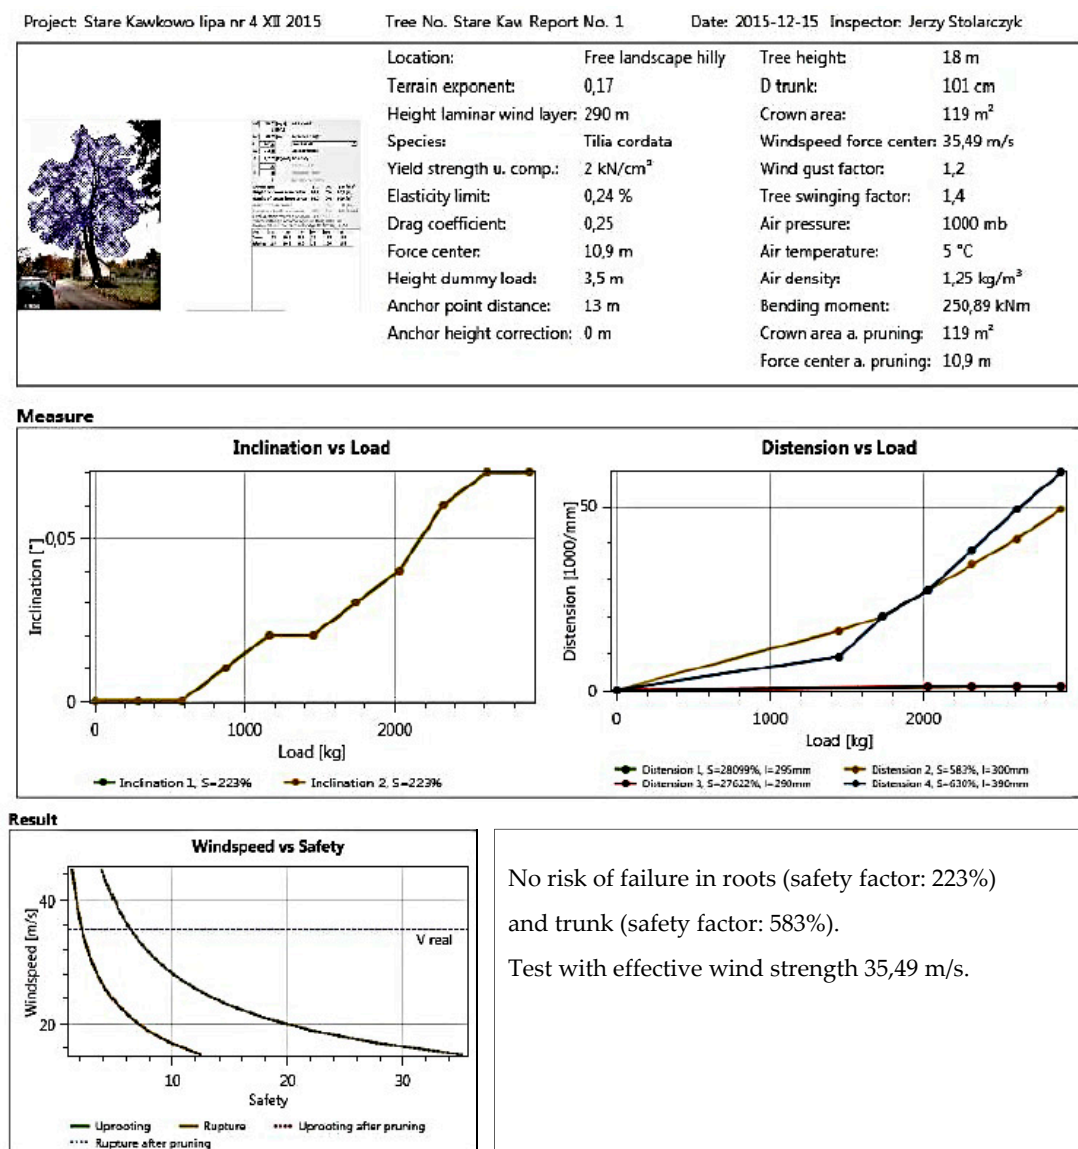 Project: Stare Kawkowo lipa nr 4 XII 2015 Tree No. Stare Kaw Report No. 1 Date: 2015-12-15 Inspector: Jerzy Stolarczyk
Location: Free landscape hilly Tree height: 18 m
Terrain exponent: 0,17 D trunk: 101 cm
Height laminar wind layer: 290 m Crown area: 119 m²
Species: Tilia cordata Windspeed force center: 35,49 m/s
Yield strength u. comp.: 2 kN/cm² Wind gust factor: 1,2
Elasticity limit: 0,24 % Tree swinging factor: 1,4
Drag coefficient: 0,25 Air pressure: 1000 mb
Force center: 10,9 m Air temperature: 5 °C
Height dummy load: 3,5 m Air density: 1,25 kg/m³
Anchor point distance: 13 m Bending moment: 250,89 kNm
Anchor height correction: 0 m Crown area a. pruning: 119 m²
Force center a. pruning: 10,9 m
Measure
Inclination vs Load
Inclination [°]
0,05
0
0 1000 2000
Load [kg]
Inclination 1, S=223% Inclination 2, S=223%
Distension vs Load
Distension [1000/mm]
50
0
0 1000 2000
Load [kg]
Distension 1, S=28099%, l=295mm Distension 2, S=583%, l=300mm
Distension 3, S=27622%, l=290mm Distension 4, S=630%, l=390mm
Result
Windspeed vs Safety
Windspeed [m/s]
40
V real
20
10 20 30
Safety
Uprooting Rupture Uprooting after pruning
Rupture after pruning
No risk of failure in roots (safety factor: 223%)
and trunk (safety factor: 583%).
Test with effective wind strength 35,49 m/s.